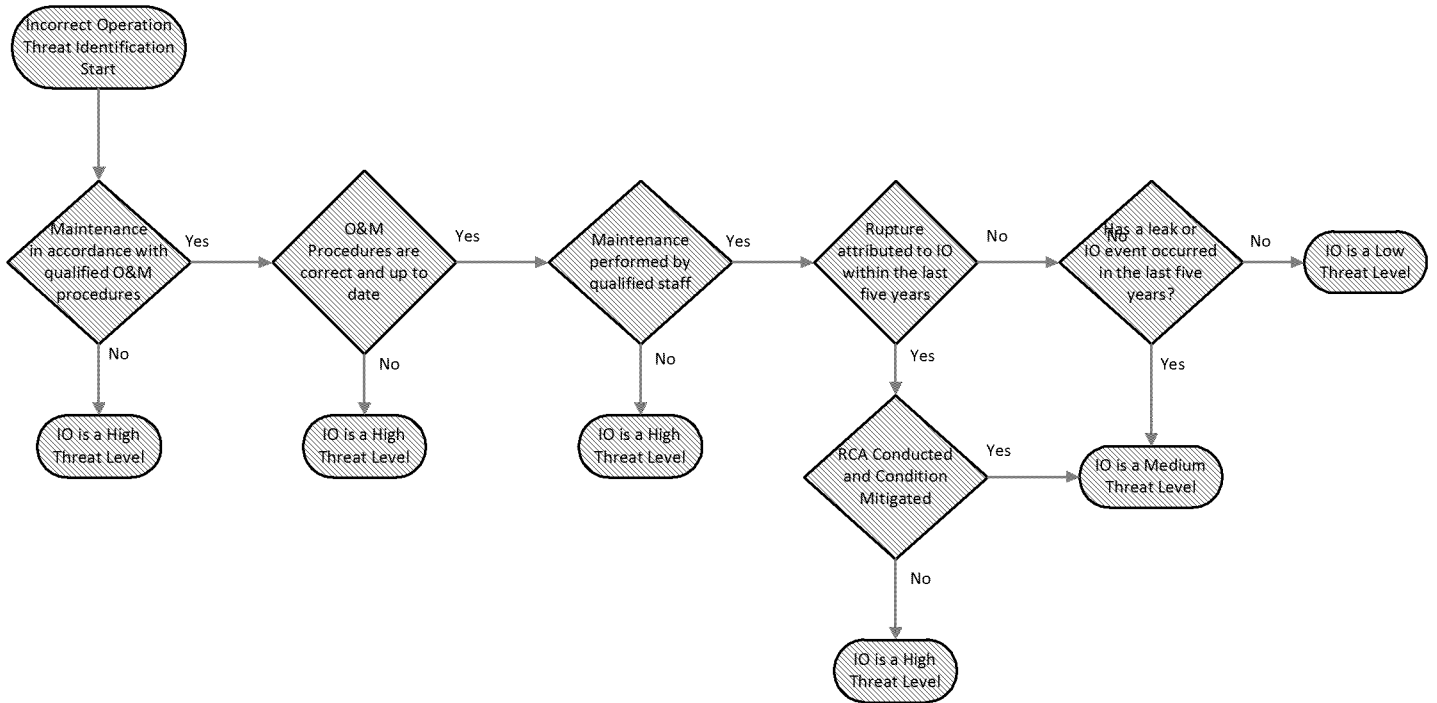 Incorrect Operation
Threat Identification
Start
Maintenance
in accordance with
qualified O&M
procedures
Yes
No
IO is a High
Threat Level
O&M
Procedures are
correct and up to
date
Yes
No
IO is a High
Threat Level
Maintenance
performed by
qualified staff
Yes
No
IO is a High
Threat Level
Rupture
attributed to IO
within the last
five years
No
Yes
RCA Conducted
and Condition
Mitigated
Yes
No
IO is a High
Threat Level
No
Has a leak or
IO event occurred
in the last five
years?
No
Yes
IO is a Low
Threat Level
IO is a Medium
Threat Level